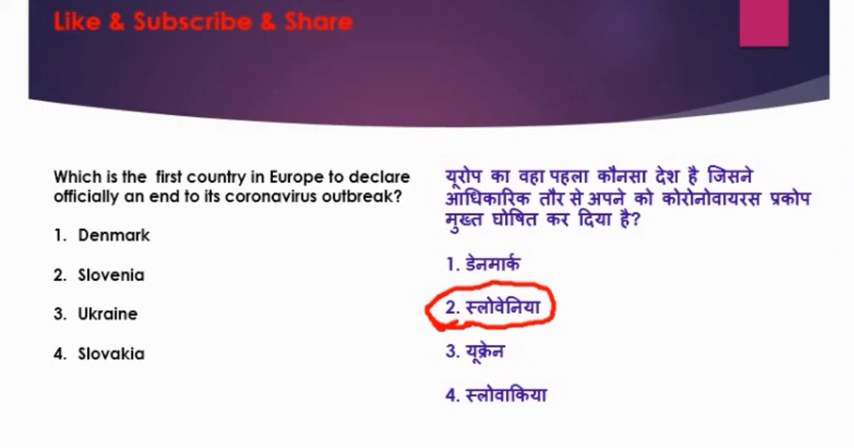 Like & Subscribe & Share
Which is the first country in Europe to declare
officially an end to its coronavirus outbreak?
1. Denmark
2. Slovenia
3. Ukraine
4. Slovakia
यूरोप का वहा पहला कौनसा देश है जिसने
आधिकारिक तौर से अपने को कोरोनोवायरस प्रकोप
मुख्त घोषित कर दिया है?
1. डेनमार्क
2. स्लोवेनिया
3. यूक्रेन
4. स्लोवाकिया